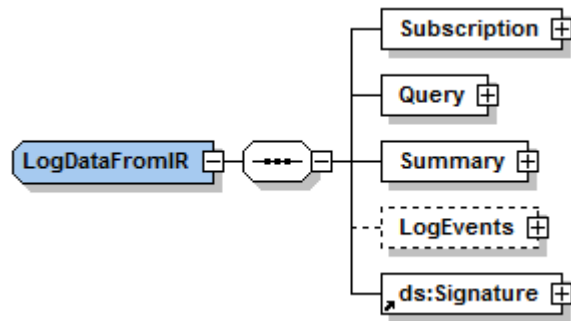 Subscription
Query
LogDataFromIR
Summary
LogEvents
ds:Signature